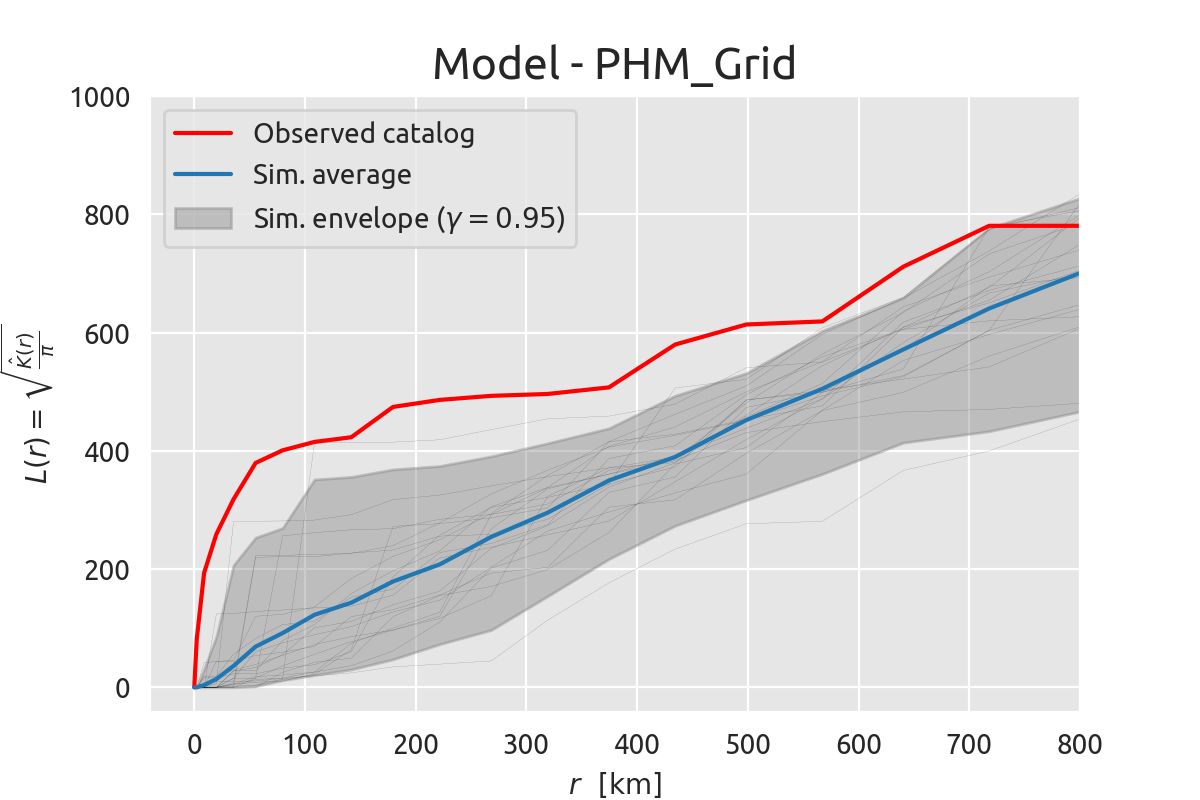 Model - PHM_Grid
1000
800
600
400
200
0
Observed catalog
Sim. average
Sim. envelope (γ = 0.95)
L(r) = √(K̂(r)/π)
0 100 200 300 400 500 600 700 800
r [km]